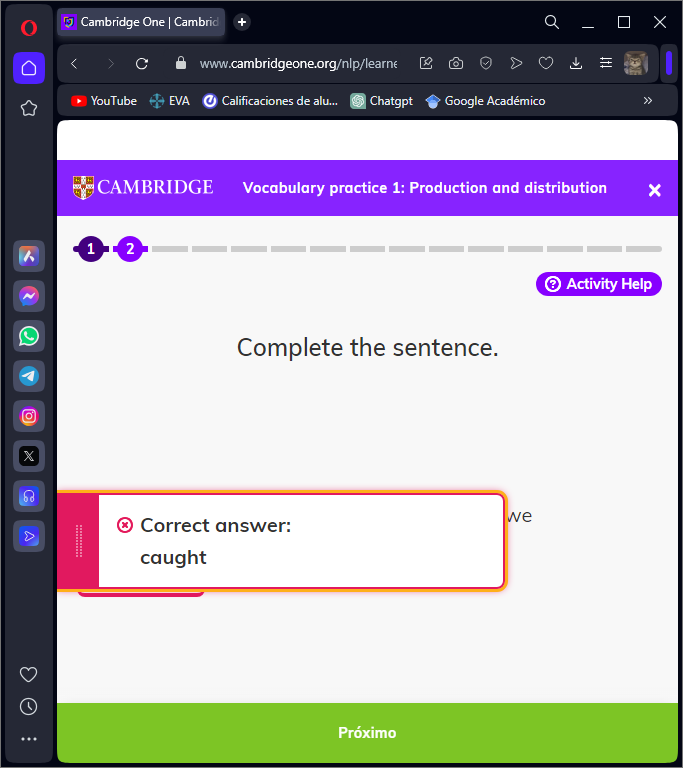 Cambridge One | Cambrid
www.cambridgeone.org/nlp/learne
YouTube
EVA
Calificaciones de alu...
Chatgpt
Google Académico
»
CAMBRIDGE
Vocabulary practice 1: Production and distribution
1
2
Activity Help
Complete the sentence.
we
Correct answer:
caught
Próximo